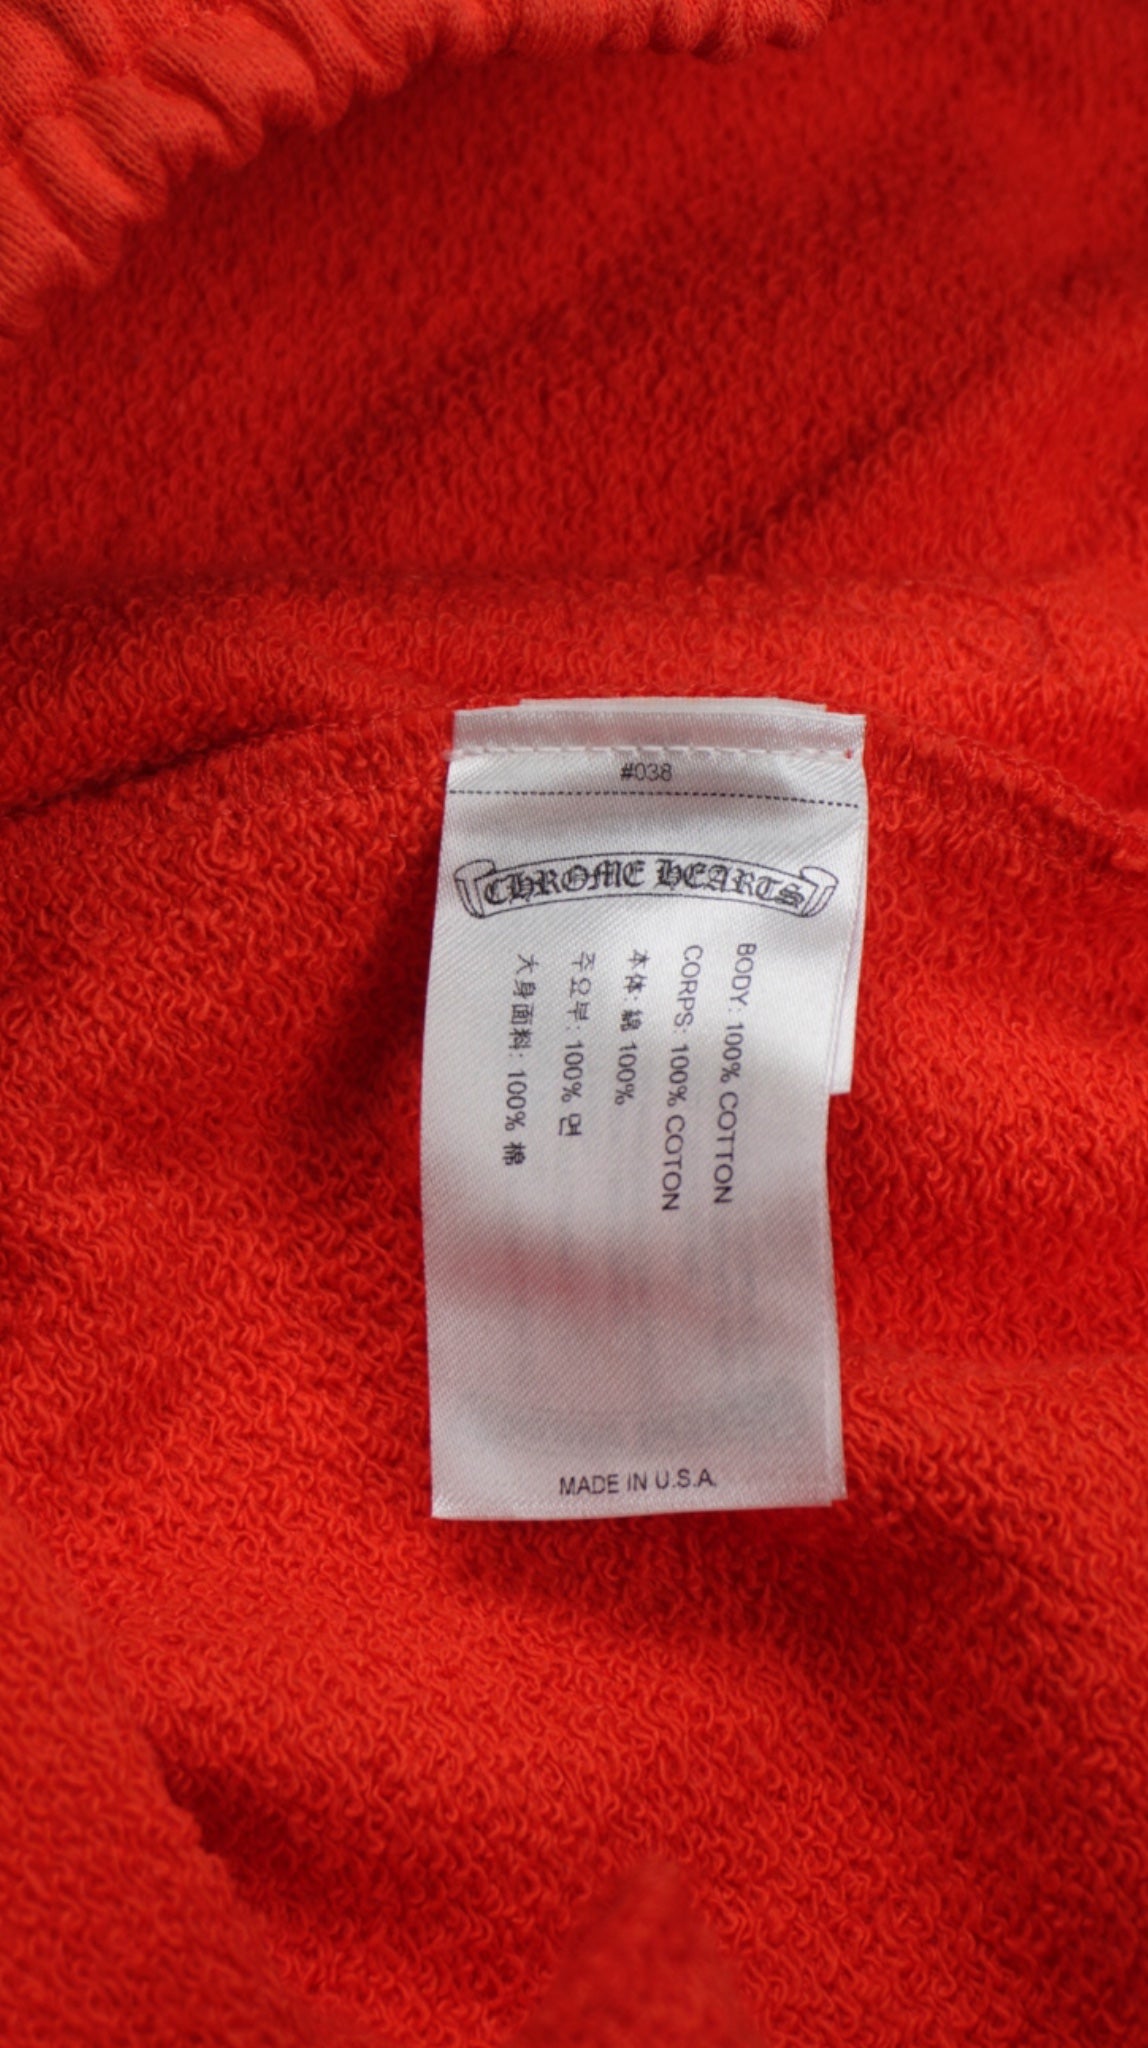 #038
CHROME HEARTS
BODY: 100% COTTON
CORPS: 100% COTON
本体: 綿 100%
주요부: 100% 면
大身面料: 100% 棉
MADE IN U.S.A.